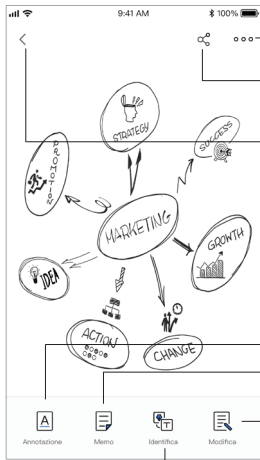 9:41 AM
100%
STRATEGY
SUCCESS
PROMOTION
MARKETING
GROWTH
IDEA
ACTION
CHANGE
A
T
Annotazione
Memo
Identifica
Modifica